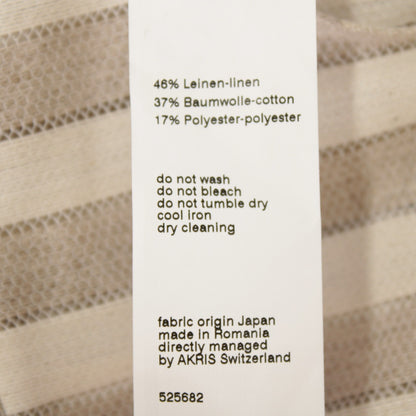 46% Leinen-linen
37% Baumwolle-cotton
17% Polyester-polyester
do not wash
do not bleach
do not tumble dry
cool iron
dry cleaning
fabric origin Japan
made in Romania
directly managed
by AKRIS Switzerland
525682